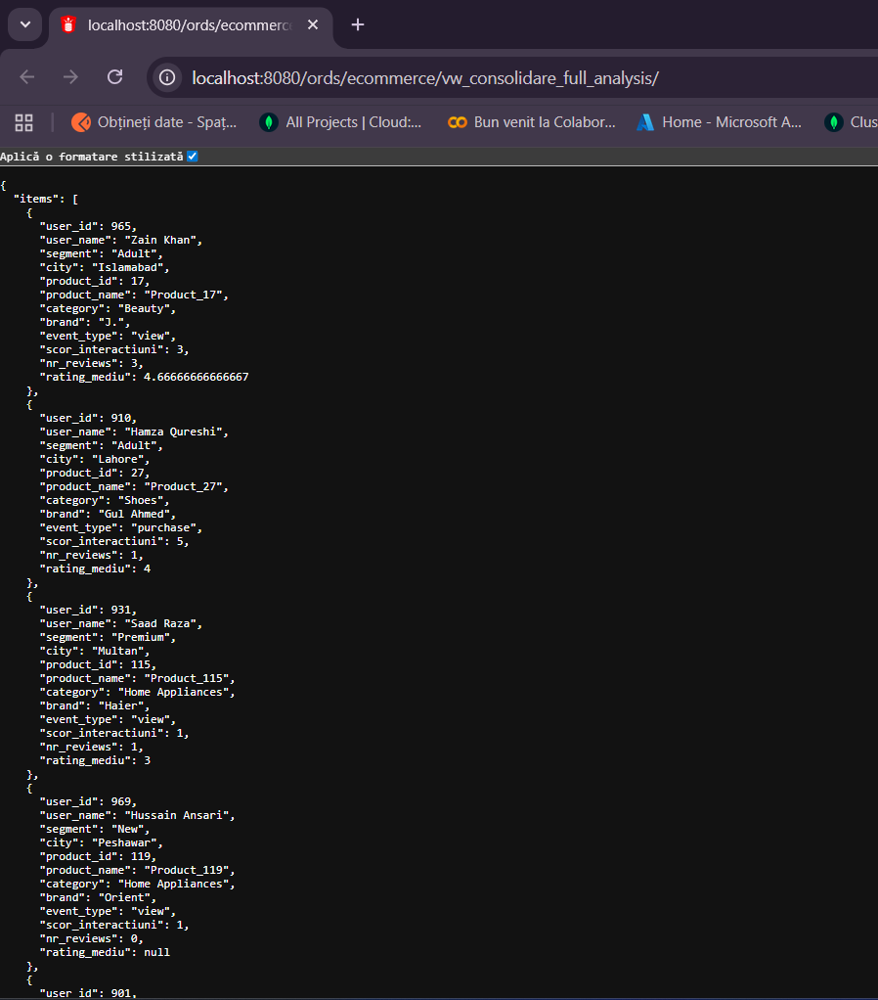 localhost:8080/ords/ecommerc
localhost:8080/ords/ecommerce/vw_consolidare_full_analysis/
Obțineți date - Spaț...
All Projects | Cloud:...
Bun venit la Colabor...
Home - Microsoft A...
Clus
Aplică o formatare stilizată
{
"items": [
{
"user_id": 965,
"user_name": "Zain Khan",
"segment": "Adult",
"city": "Islamabad",
"product_id": 17,
"product_name": "Product_17",
"category": "Beauty",
"brand": "J.",
"event_type": "view",
"scor_interactiuni": 3,
"nr_reviews": 3,
"rating_mediu": 4.66666666666667
},
{
"user_id": 910,
"user_name": "Hamza Qureshi",
"segment": "Adult",
"city": "Lahore",
"product_id": 27,
"product_name": "Product_27",
"category": "Shoes",
"brand": "Gul Ahmed",
"event_type": "purchase",
"scor_interactiuni": 5,
"nr_reviews": 1,
"rating_mediu": 4
},
{
"user_id": 931,
"user_name": "Saad Raza",
"segment": "Premium",
"city": "Multan",
"product_id": 115,
"product_name": "Product_115",
"category": "Home Appliances",
"brand": "Haier",
"event_type": "view",
"scor_interactiuni": 1,
"nr_reviews": 1,
"rating_mediu": 3
},
{
"user_id": 969,
"user_name": "Hussain Ansari",
"segment": "New",
"city": "Peshawar",
"product_id": 119,
"product_name": "Product_119",
"category": "Home Appliances",
"brand": "Orient",
"event_type": "view",
"scor_interactiuni": 1,
"nr_reviews": 0,
"rating_mediu": null
},
{
"user_id": 901,